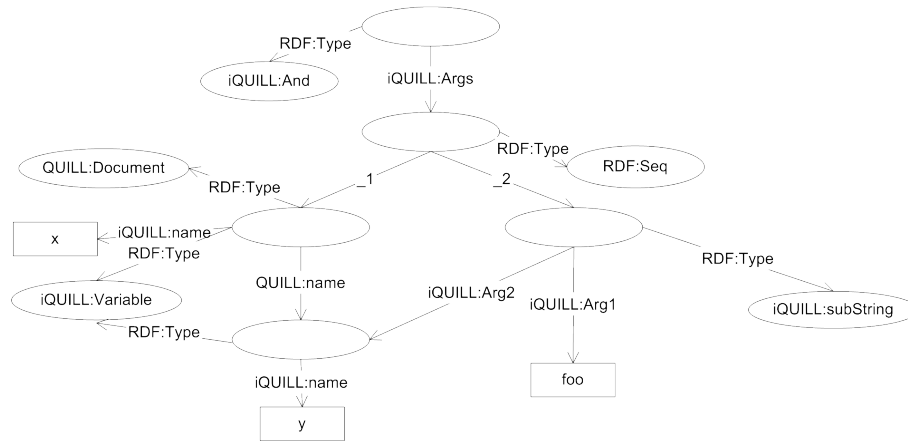 RDF:Type
iQUILL:And
iQUILL:Args
QUILL:Document
RDF:Type
RDF:Type
RDF:Seq
_1
_2
x
iQUILL:name
RDF:Type
RDF:Type
iQUILL:Variable
QUILL:name
iQUILL:Arg2
iQUILL:Arg1
iQUILL:subString
RDF:Type
iQUILL:name
foo
y